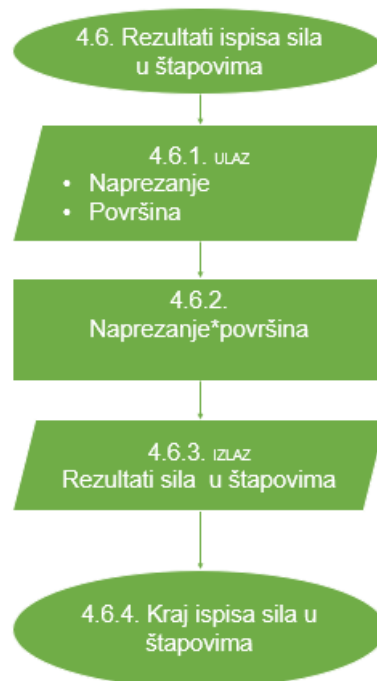 4.6. Rezultati ispisa sila
u štapovima
4.6.1. ULAZ
• Naprezanje
• Površina
4.6.2.
Naprezanje*površina
4.6.3. IZLAZ
Rezultati sila u štapovima
4.6.4. Kraj ispisa sila u
štapovima